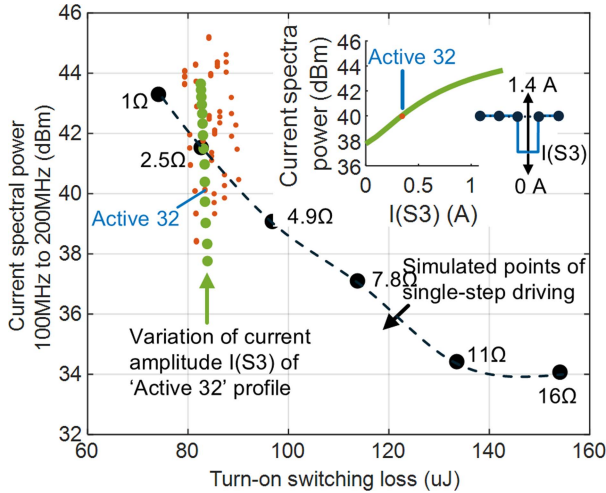 46
44
42
40
38
36
34
32
60
80
100
120
140
160
Current spectral power
100MHz to 200MHz (dBm)
Turn-on switching loss (uJ)
1Ω
2.5Ω
4.9Ω
7.8Ω
11Ω
16Ω
Active 32
Variation of current
amplitude I(S3) of
‘Active 32’ profile
Simulated points of
single-step driving
Current spectra
power (dBm)
46
44
42
40
38
36
0
0.5
1
I(S3) (A)
Active 32
1.4 A
I(S3)
0 A